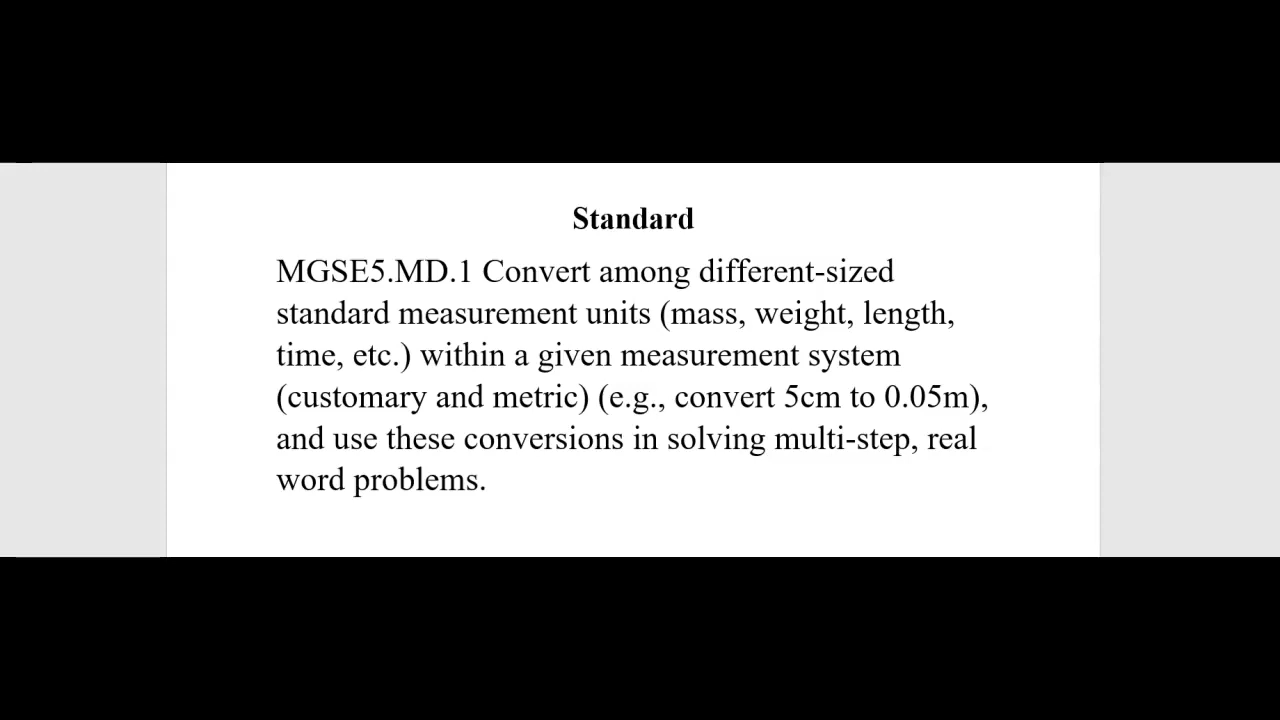 Standard
MGSE5.MD.1 Convert among different-sized
standard measurement units (mass, weight, length,
time, etc.) within a given measurement system
(customary and metric) (e.g., convert 5cm to 0.05m),
and use these conversions in solving multi-step, real
word problems.